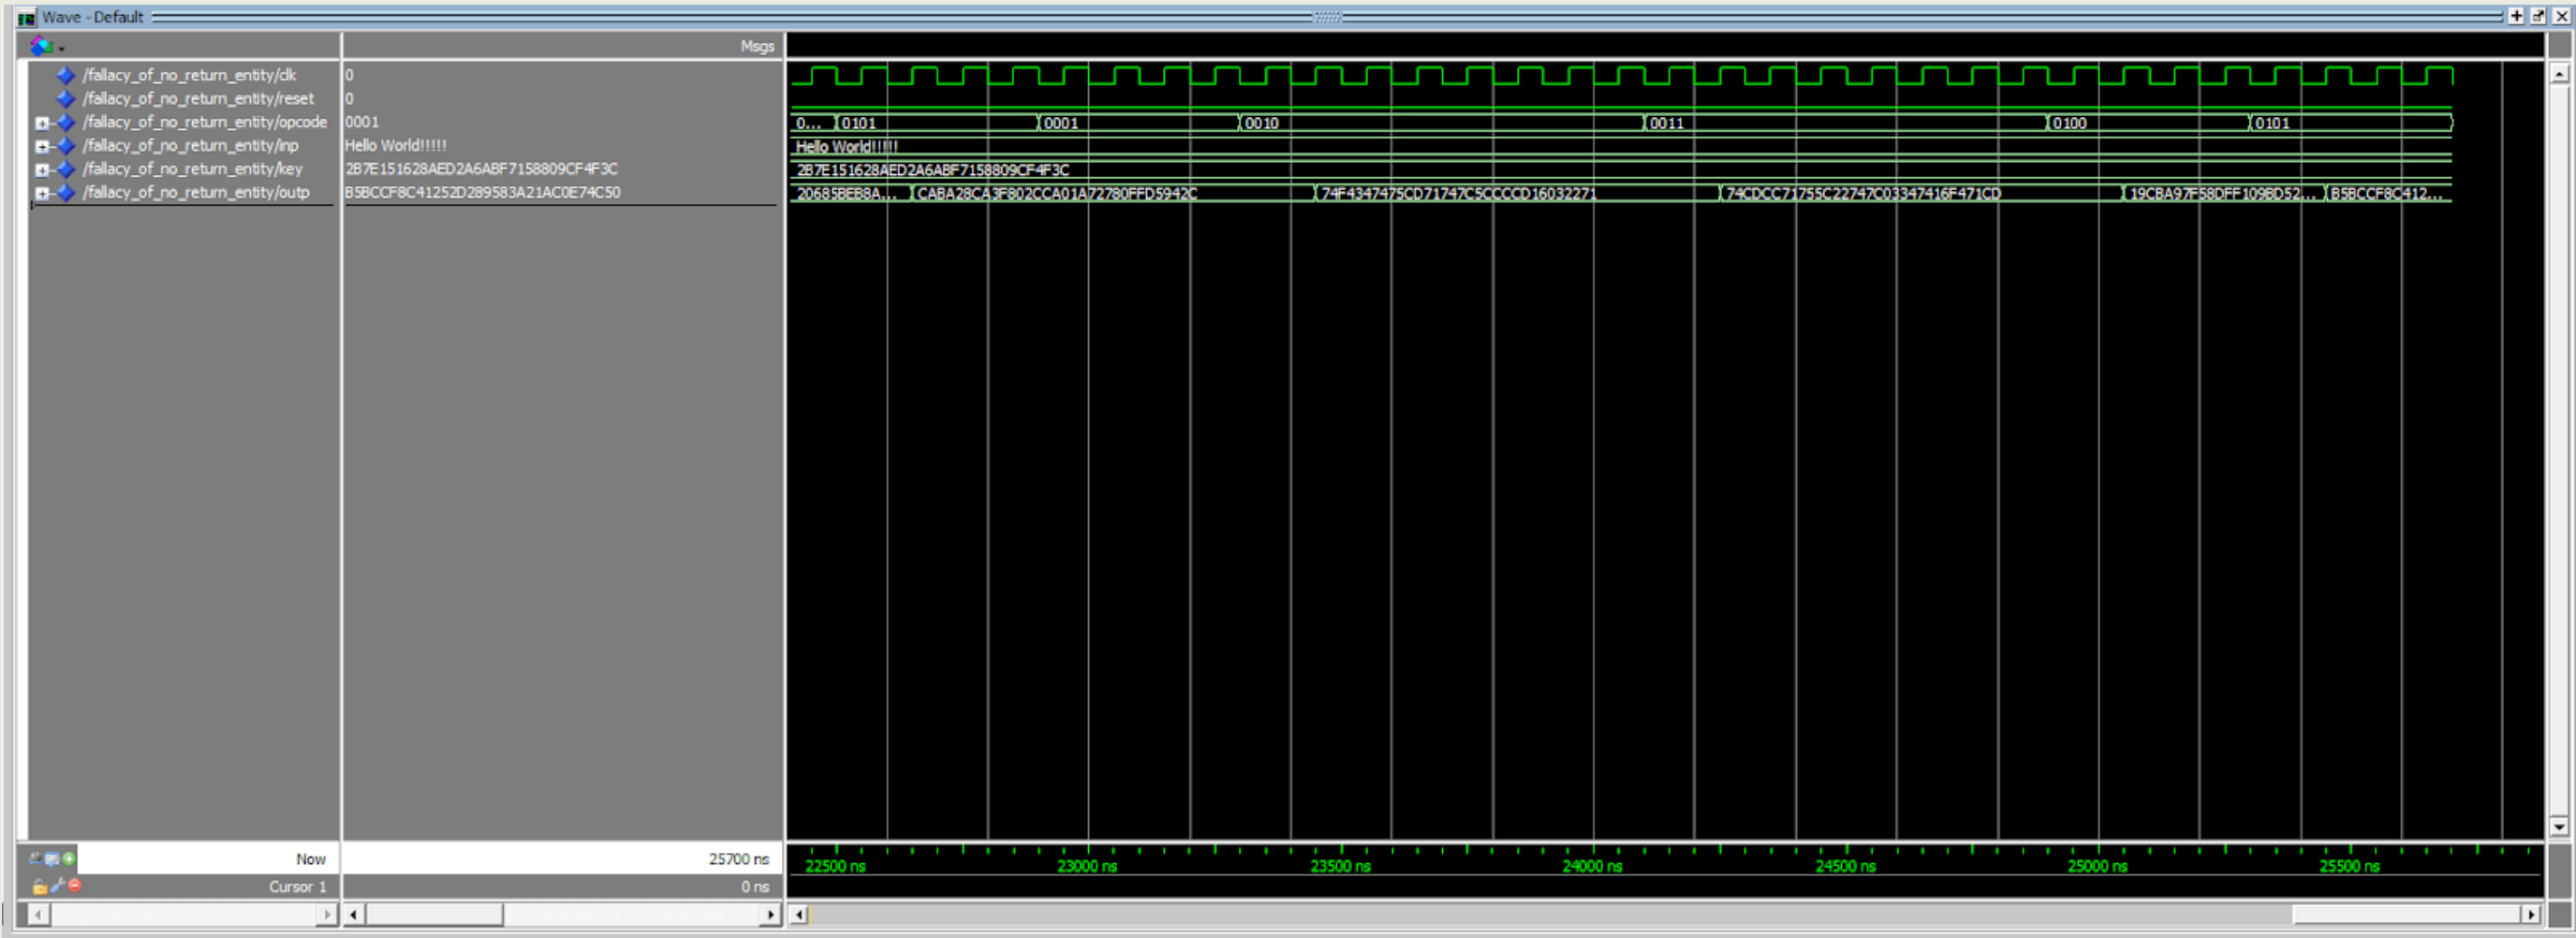 Wave - Default
Msgs
/fallacy_of_no_return_entity/clk 0
/fallacy_of_no_return_entity/reset 0
/fallacy_of_no_return_entity/opcode 0001 0... 0101 0001 0010 0011 0100 0101
/fallacy_of_no_return_entity/inp Hello World!!!!! Hello World!!!!!
/fallacy_of_no_return_entity/key 2B7E151628AED2A6ABF7158809CF4F3C 2B7E151628AED2A6ABF7158809CF4F3C
/fallacy_of_no_return_entity/outp B5BCCF8C41252D289583A21AC0E74C50 20685BEB8A... CABA28CA3F802CCA01A72780FFD5942C 74F4347475CD71747C5CCCCD16032271 74CDCC71755C22747C03347416F471CD 19CBA97F58DFF109BD52... B5BCCF8C412...
Now 25700 ns 22500 ns 23000 ns 23500 ns 24000 ns 24500 ns 25000 ns 25500 ns
Cursor 1 0 ns